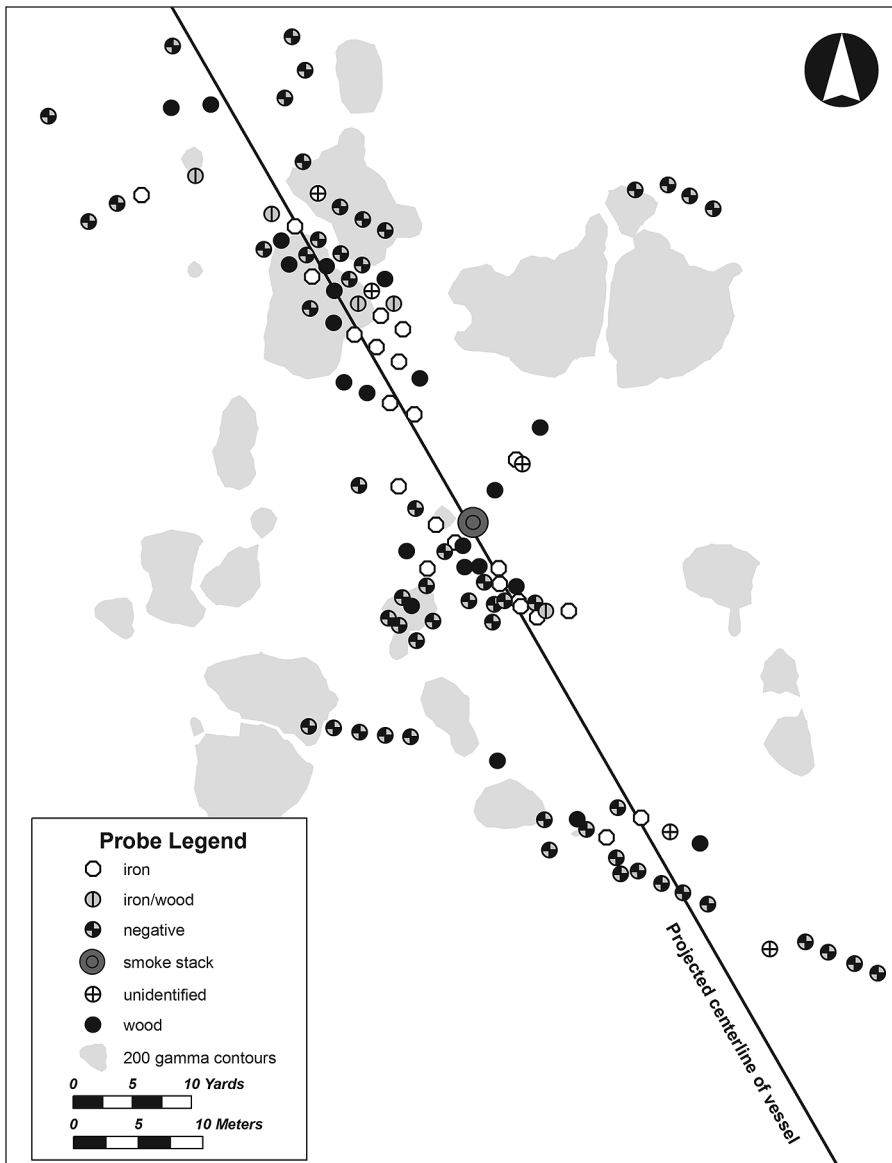 Projected centerline of vessel
Probe Legend
iron
iron/wood
negative
smoke stack
unidentified
wood
200 gamma contours
0 5 10 Yards
0 5 10 Meters